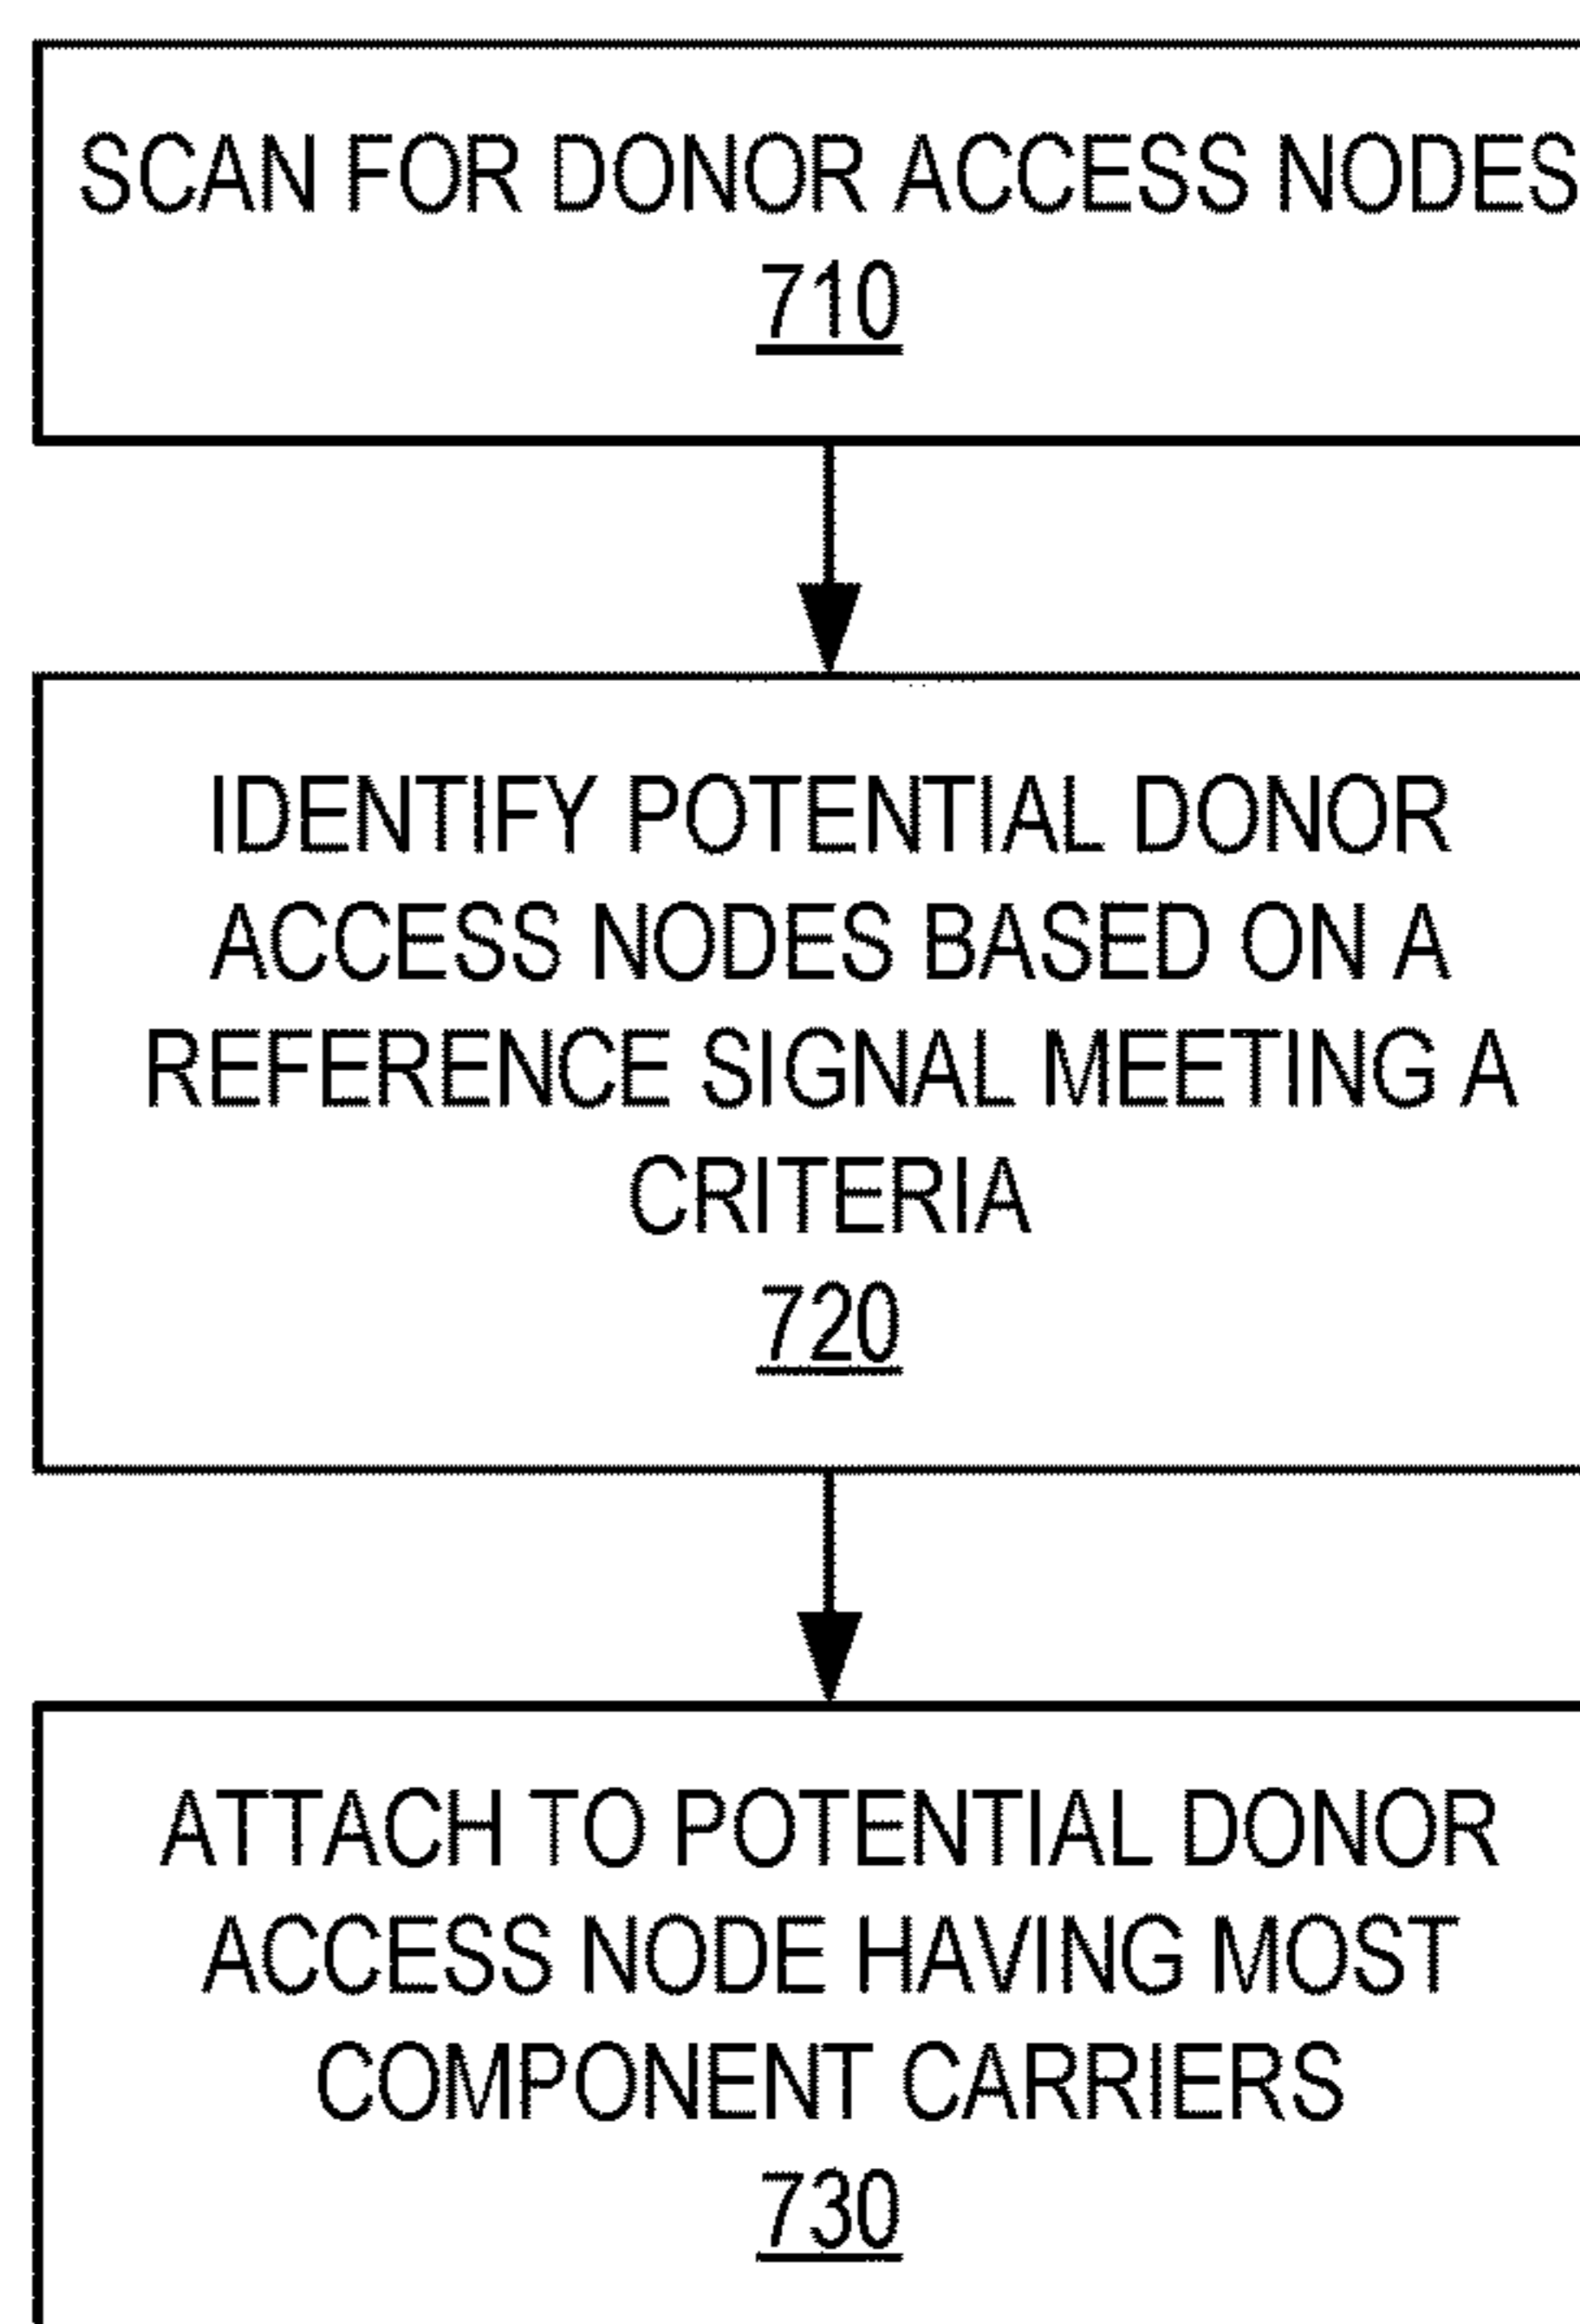 SCAN FOR DONOR ACCESS NODES
710
IDENTIFY POTENTIAL DONOR
ACCESS NODES BASED ON A
REFERENCE SIGNAL MEETING A
CRITERIA
720
ATTACH TO POTENTIAL DONOR
ACCESS NODE HAVING MOST
COMPONENT CARRIERS
730